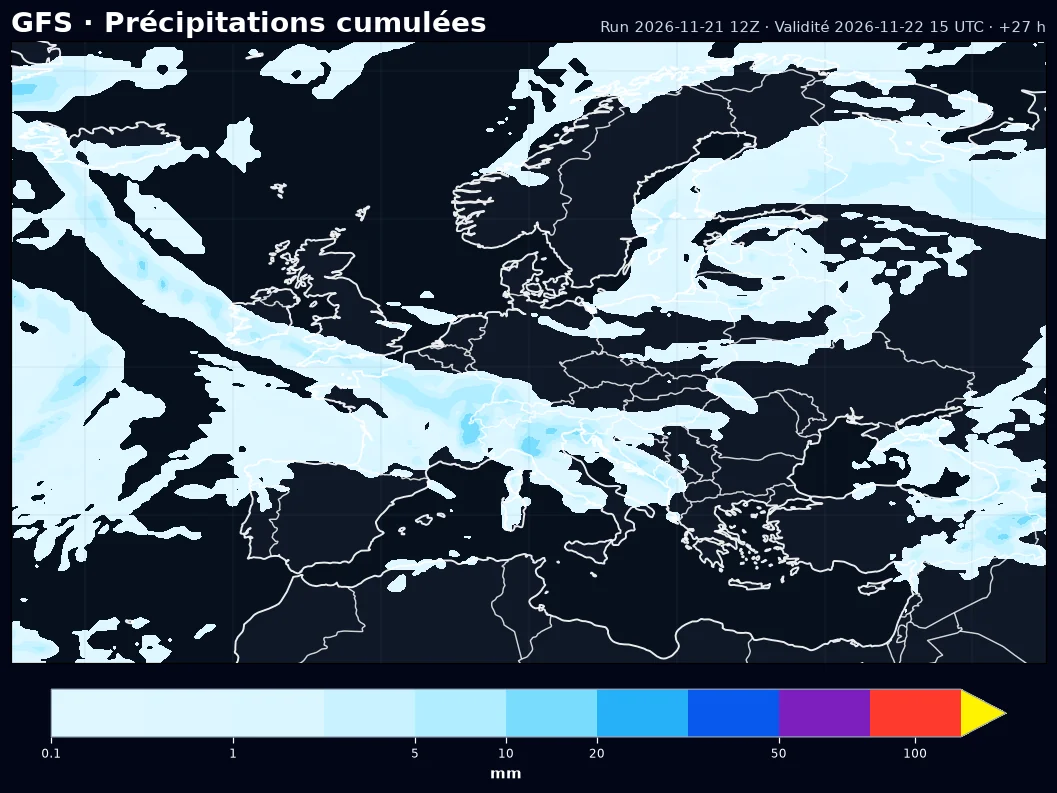 GFS · Précipitations cumulées
Run 2026-11-21 12Z · Validité 2026-11-22 15 UTC · +27 h
0.1 1 5 10 20 50 100
mm